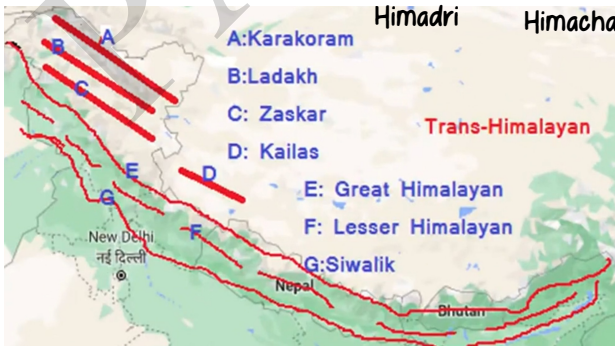 Himadri Himacha
A:Karakoram
B:Ladakh
C: Zaskar
D: Kailas
Trans-Himalayan
E: Great Himalayan
F: Lesser Himalayan
G:Siwalik
A
B
C
D
E
G
F
New Delhi
नई दिल्ली
Nepal
Bhutan